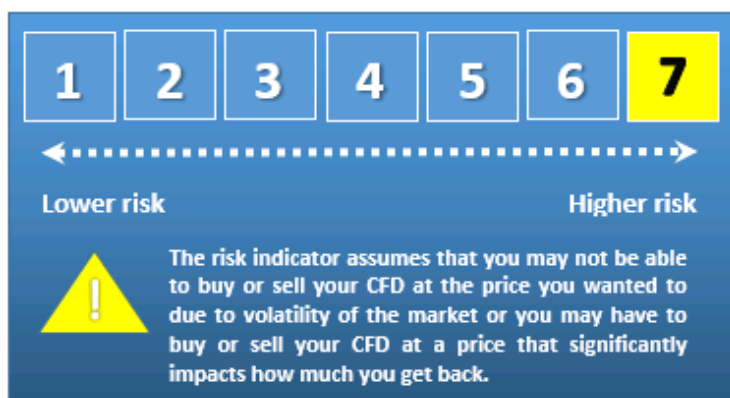 1 2 3 4 5 6 7
Lower risk Higher risk
!
The risk indicator assumes that you may not be able
to buy or sell your CFD at the price you wanted to
due to volatility of the market or you may have to
buy or sell your CFD at a price that significantly
impacts how much you get back.